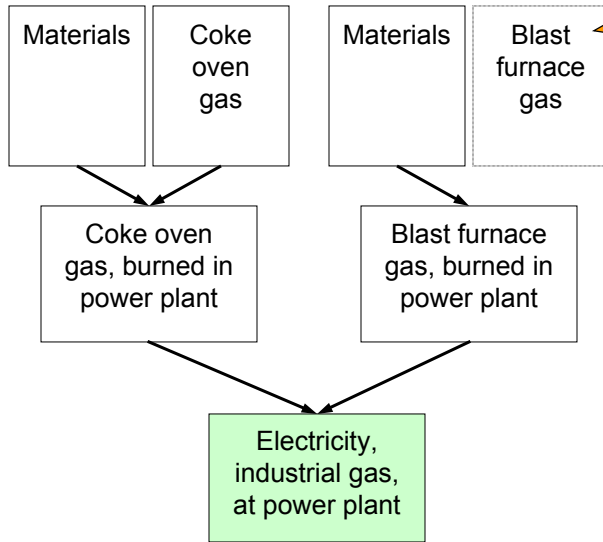 Materials
Coke
oven
gas
Materials
Blast
furnace
gas
Coke oven
gas, burned in
power plant
Blast furnace
gas, burned in
power plant
Electricity,
industrial gas,
at power plant